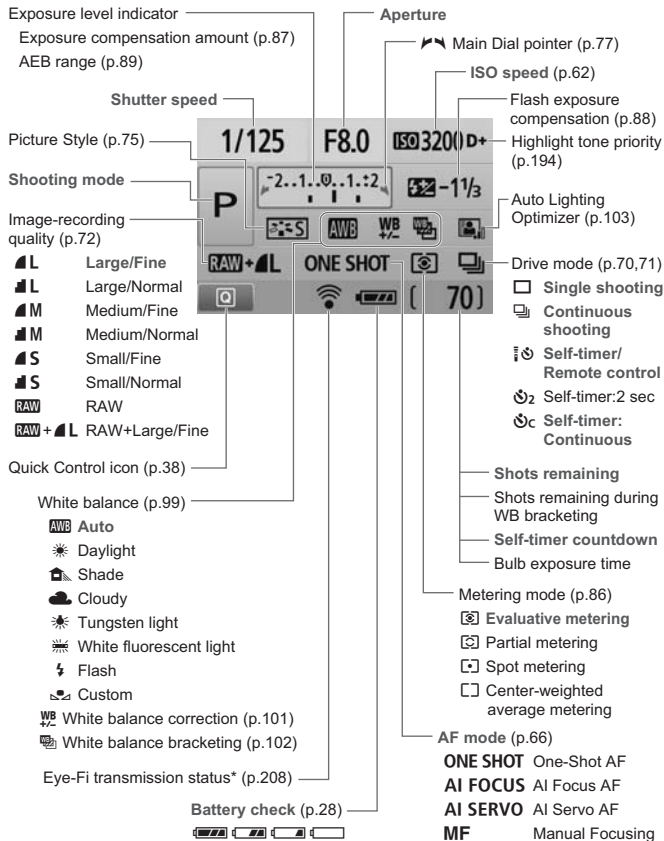 Exposure level indicator
Exposure compensation amount (p.87)
AEB range (p.89)
Aperture
Main Dial pointer (p.77)
ISO speed (p.62)
Shutter speed
Flash exposure
compensation (p.88)
Picture Style (p.75)
Highlight tone priority
(p.194)
Shooting mode
Auto Lighting
Optimizer (p.103)
1/125 F8.0 ISO 3200 D+
P
-2..1..0..1..+2
-1 1/3
S
AWB WB +/- WB
RAW+L ONE SHOT
Q [ 70]
Image-recording
quality (p.72)
L Large/Fine
L Large/Normal
M Medium/Fine
M Medium/Normal
S Small/Fine
S Small/Normal
RAW RAW
RAW+L RAW+Large/Fine
Drive mode (p.70,71)
Single shooting
Continuous
shooting
Self-timer/
Remote control
2 Self-timer:2 sec
C Self-timer:
Continuous
Quick Control icon (p.38)
Shots remaining
Shots remaining during
WB bracketing
Self-timer countdown
Bulb exposure time
White balance (p.99)
AWB Auto
Daylight
Shade
Cloudy
Tungsten light
White fluorescent light
Flash
Custom
WB +/- White balance correction (p.101)
WB White balance bracketing (p.102)
Metering mode (p.86)
Evaluative metering
Partial metering
Spot metering
Center-weighted
average metering
Eye-Fi transmission status* (p.208)
Battery check (p.28)
AF mode (p.66)
ONE SHOT One-Shot AF
AI FOCUS AI Focus AF
AI SERVO AI Servo AF
MF Manual Focusing